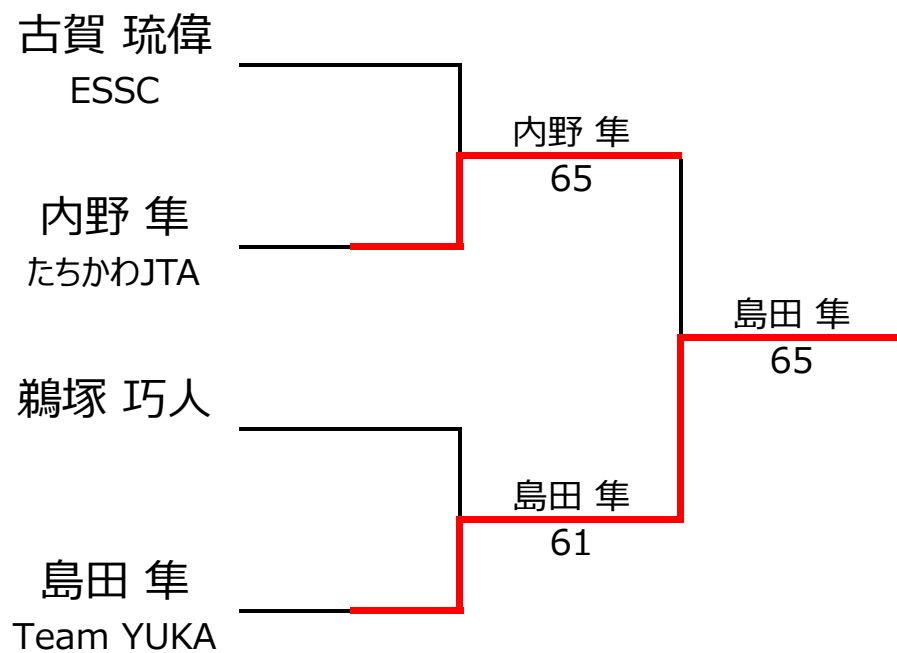 古賀 琉偉
ESSC
内野 隼
65
内野 隼
たちかわJTA
島田 隼
65
鵜塚 巧人
島田 隼
61
島田 隼
Team YUKA